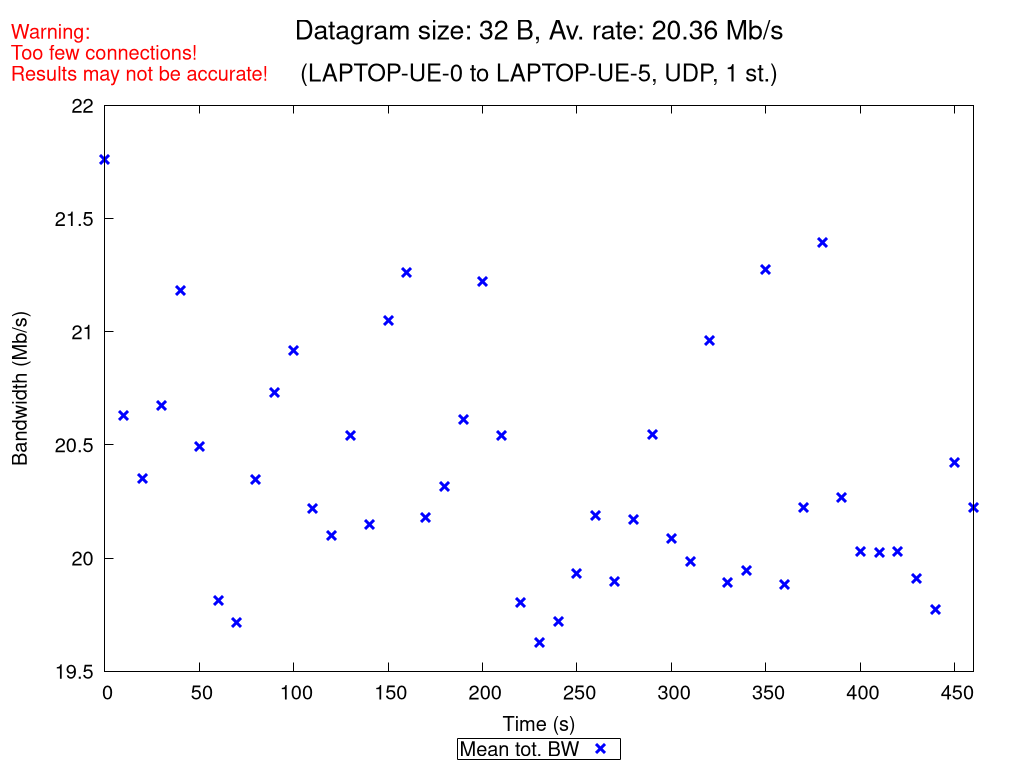 Warning:
Too few connections!
Results may not be accurate!
Datagram size: 32 B, Av. rate: 20.36 Mb/s
(LAPTOP-UE-0 to LAPTOP-UE-5, UDP, 1 st.)
22
21.5
21
20.5
20
19.5
Bandwidth (Mb/s)
0 50 100 150 200 250 300 350 400 450
Time (s)
Mean tot. BW